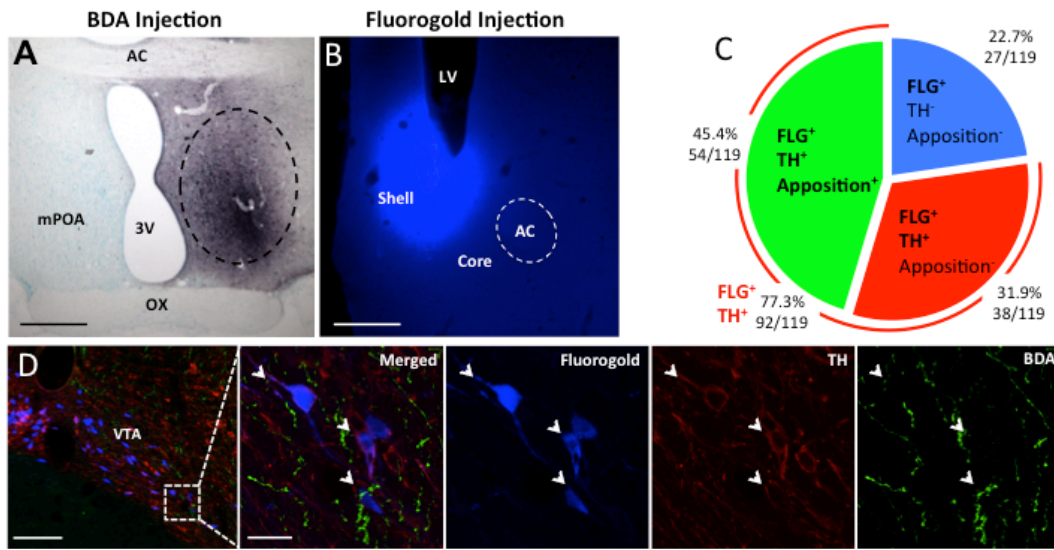 BDA Injection
A
AC
mPOA
3V
OX
Fluorogold Injection
B
LV
Shell
AC
Core
C
22.7%
27/119
FLG⁺
TH⁻
Apposition⁻
45.4%
54/119
FLG⁺
TH⁺
Apposition⁺
FLG⁺
TH⁺
Apposition⁻
FLG⁺
TH⁺
77.3%
92/119
31.9%
38/119
D
VTA
Merged
Fluorogold
TH
BDA